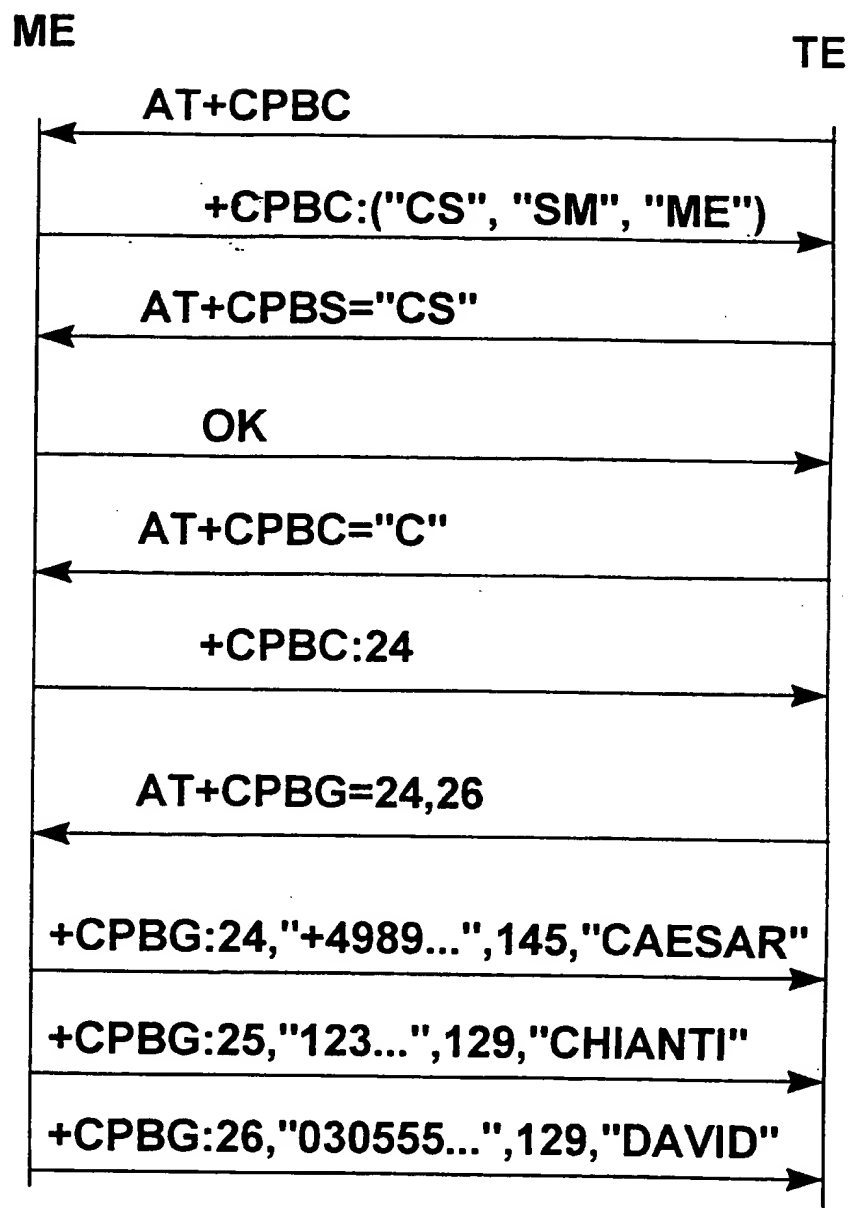 ME
TE
AT+CPBC
+CPBC:("CS", "SM", "ME")
AT+CPBS="CS"
OK
AT+CPBC="C"
+CPBC:24
AT+CPBG=24,26
+CPBG:24,"+4989...",145,"CAESAR"
+CPBG:25,"123...",129,"CHIANTI"
+CPBG:26,"030555...",129,"DAVID"